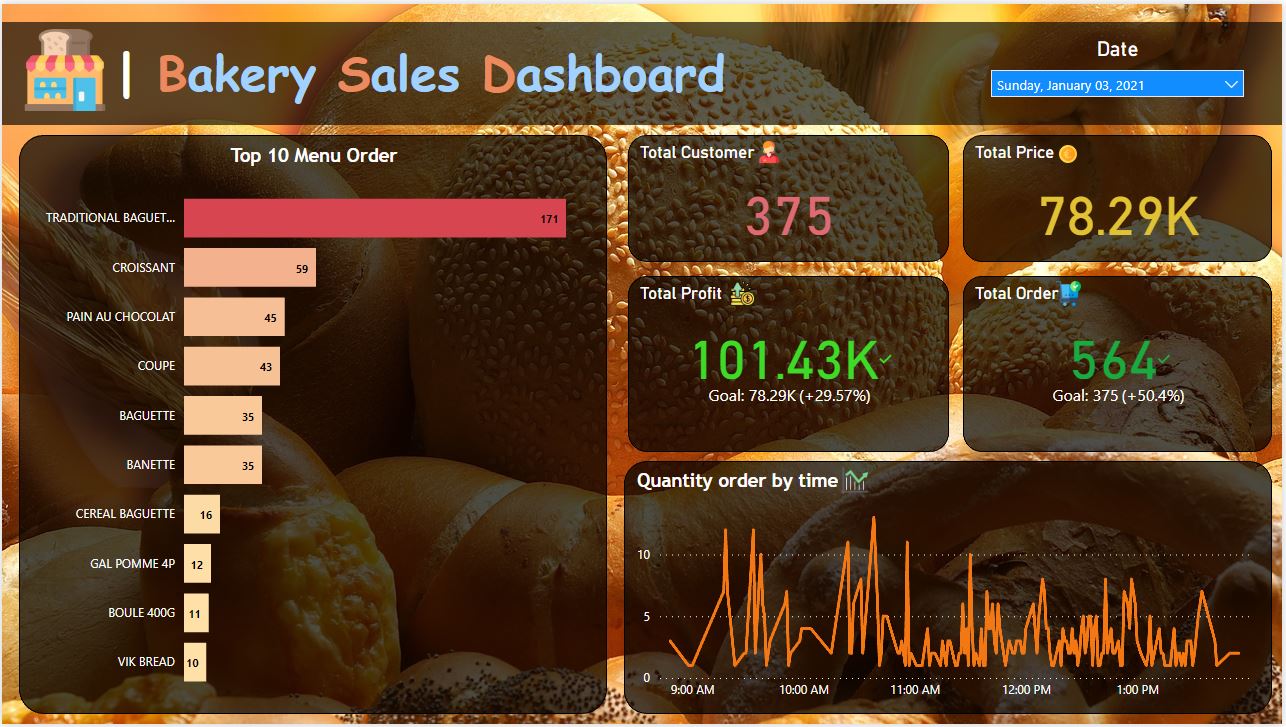 | Bakery Sales Dashboard
Date
Sunday, January 03, 2021
Top 10 Menu Order
TRADITIONAL BAGUET... 171
CROISSANT 59
PAIN AU CHOCOLAT 45
COUPE 43
BAGUETTE 35
BANETTE 35
CEREAL BAGUETTE 16
GAL POMME 4P 12
BOULE 400G 11
VIK BREAD 10
Total Customer
375
Total Price
78.29K
Total Profit
101.43K
Goal: 78.29K (+29.57%)
Total Order
564
Goal: 375 (+50.4%)
Quantity order by time
10
5
0
9:00 AM 10:00 AM 11:00 AM 12:00 PM 1:00 PM